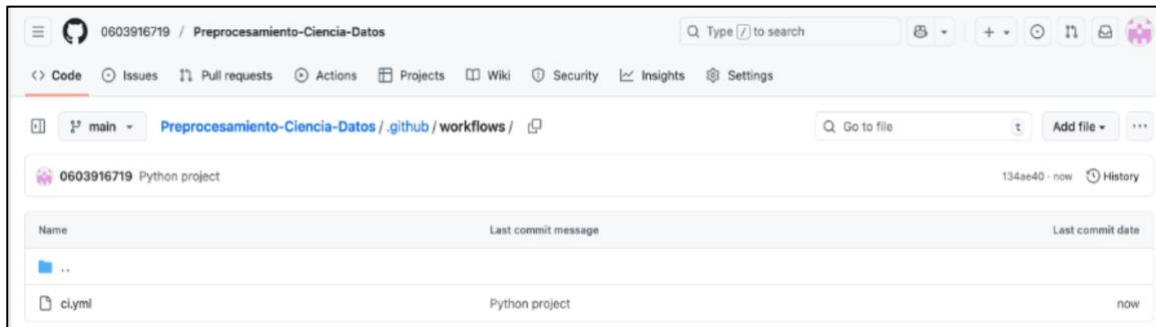 0603916719 / Preprocesamiento-Ciencia-Datos Type / to search
Code Issues Pull requests Actions Projects Wiki Security Insights Settings
main Preprocesamiento-Ciencia-Datos / .github / workflows / Go to file t Add file
0603916719 Python project 134ae40 · now History
Name Last commit message Last commit date
..
ci.yml Python project now